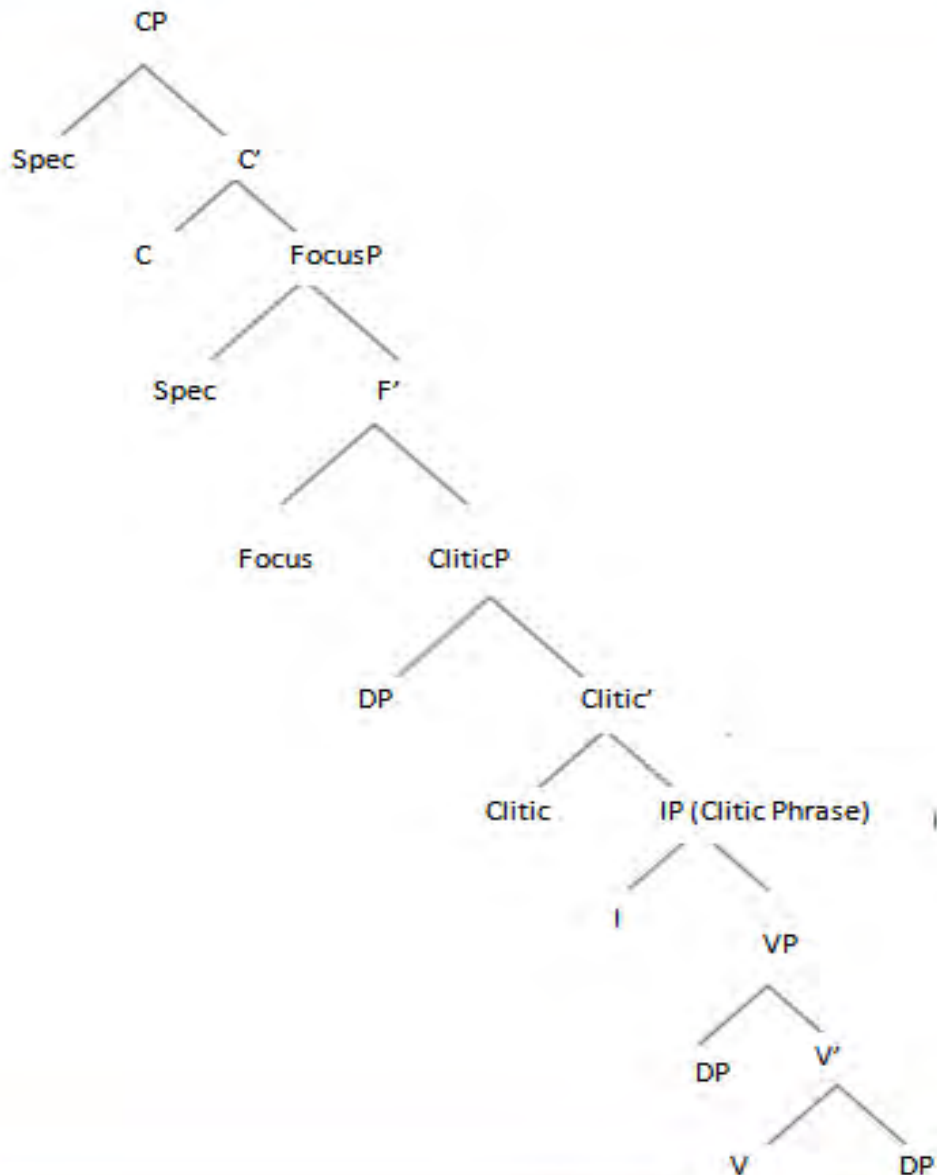 CP
Spec C’
C FocusP
Spec F’
Focus CliticP
DP Clitic’
Clitic IP (Clitic Phrase)
I
VP
DP V’
V DP